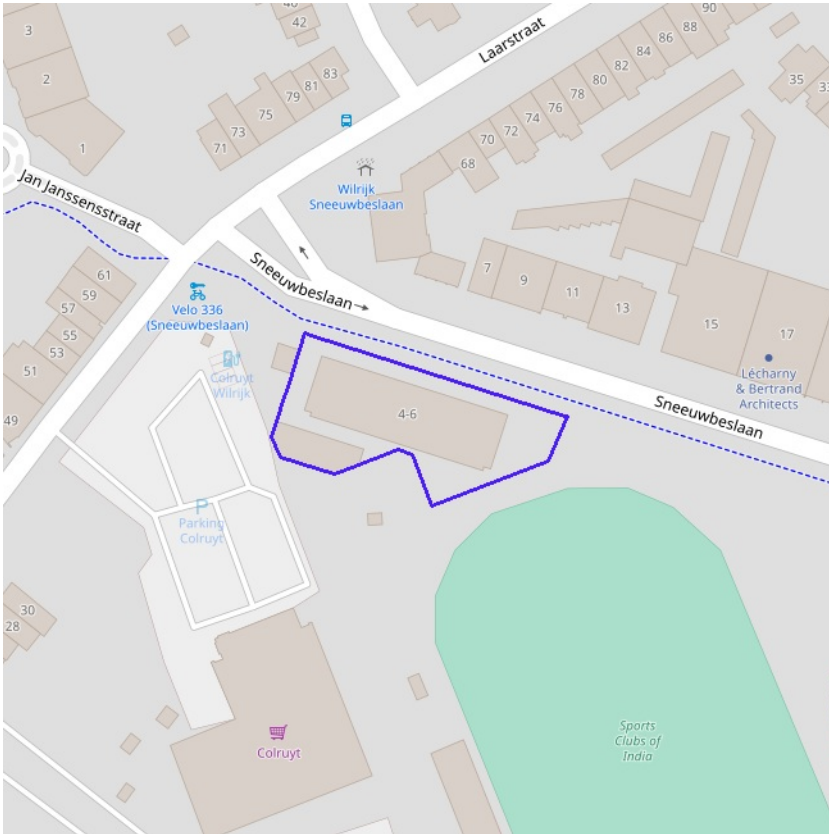 3
2
1
40
42
Laarstraat
90
88
86
84
82
80
78
76
74
72
70
68
35
33
83
81
79
75
73
71
Jan Janssensstraat
Wilrijk
Sneeuwbeslaan
Sneeuwbeslaan
61
59
57
55
53
51
49
Velo 336
(Sneeuwbeslaan)
7
9
11
13
15
17
Colruyt
Wilrijk
Lécharny
& Bertrand
Architects
4-6
Sneeuwbeslaan
P
Parking
Colruyt
30
28
Colruyt
Sports
Clubs of
India